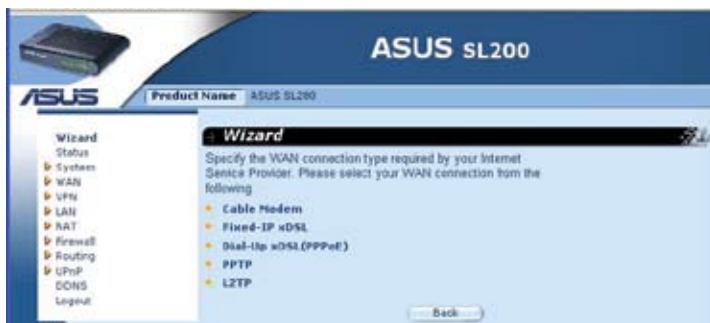 ASUS SL200
ASUS
Product Name ASUS SL200
Wizard
Status
System
WAN
VPN
LAN
NAT
Firewall
Routing
UPnP
DDNS
Logout
Wizard
Specify the WAN connection type required by your Internet
Service Provider. Please select your WAN connection from the
following
Cable Modem
Fixed-IP xDSL
Dial-Up xDSL(PPPoE)
PPTP
L2TP
Back